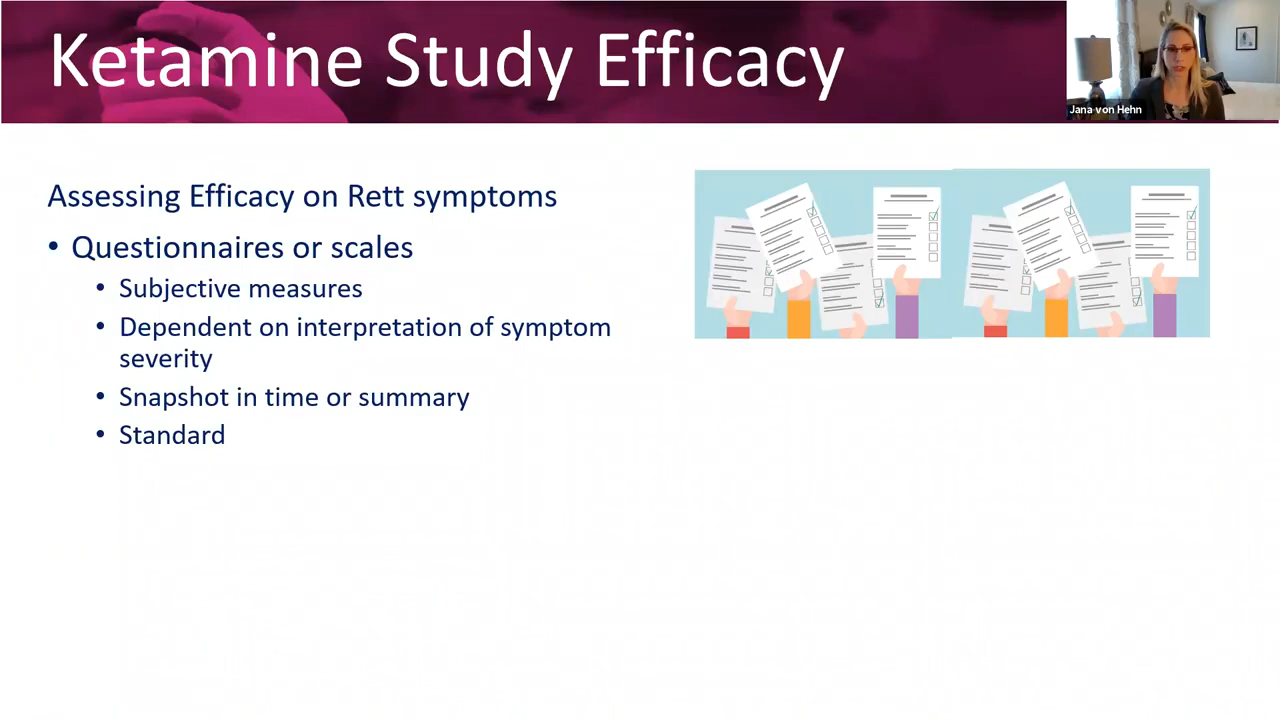 Ketamine Study Efficacy
Jana von Hehn
Assessing Efficacy on Rett symptoms
• Questionnaires or scales
• Subjective measures
• Dependent on interpretation of symptom
severity
• Snapshot in time or summary
• Standard